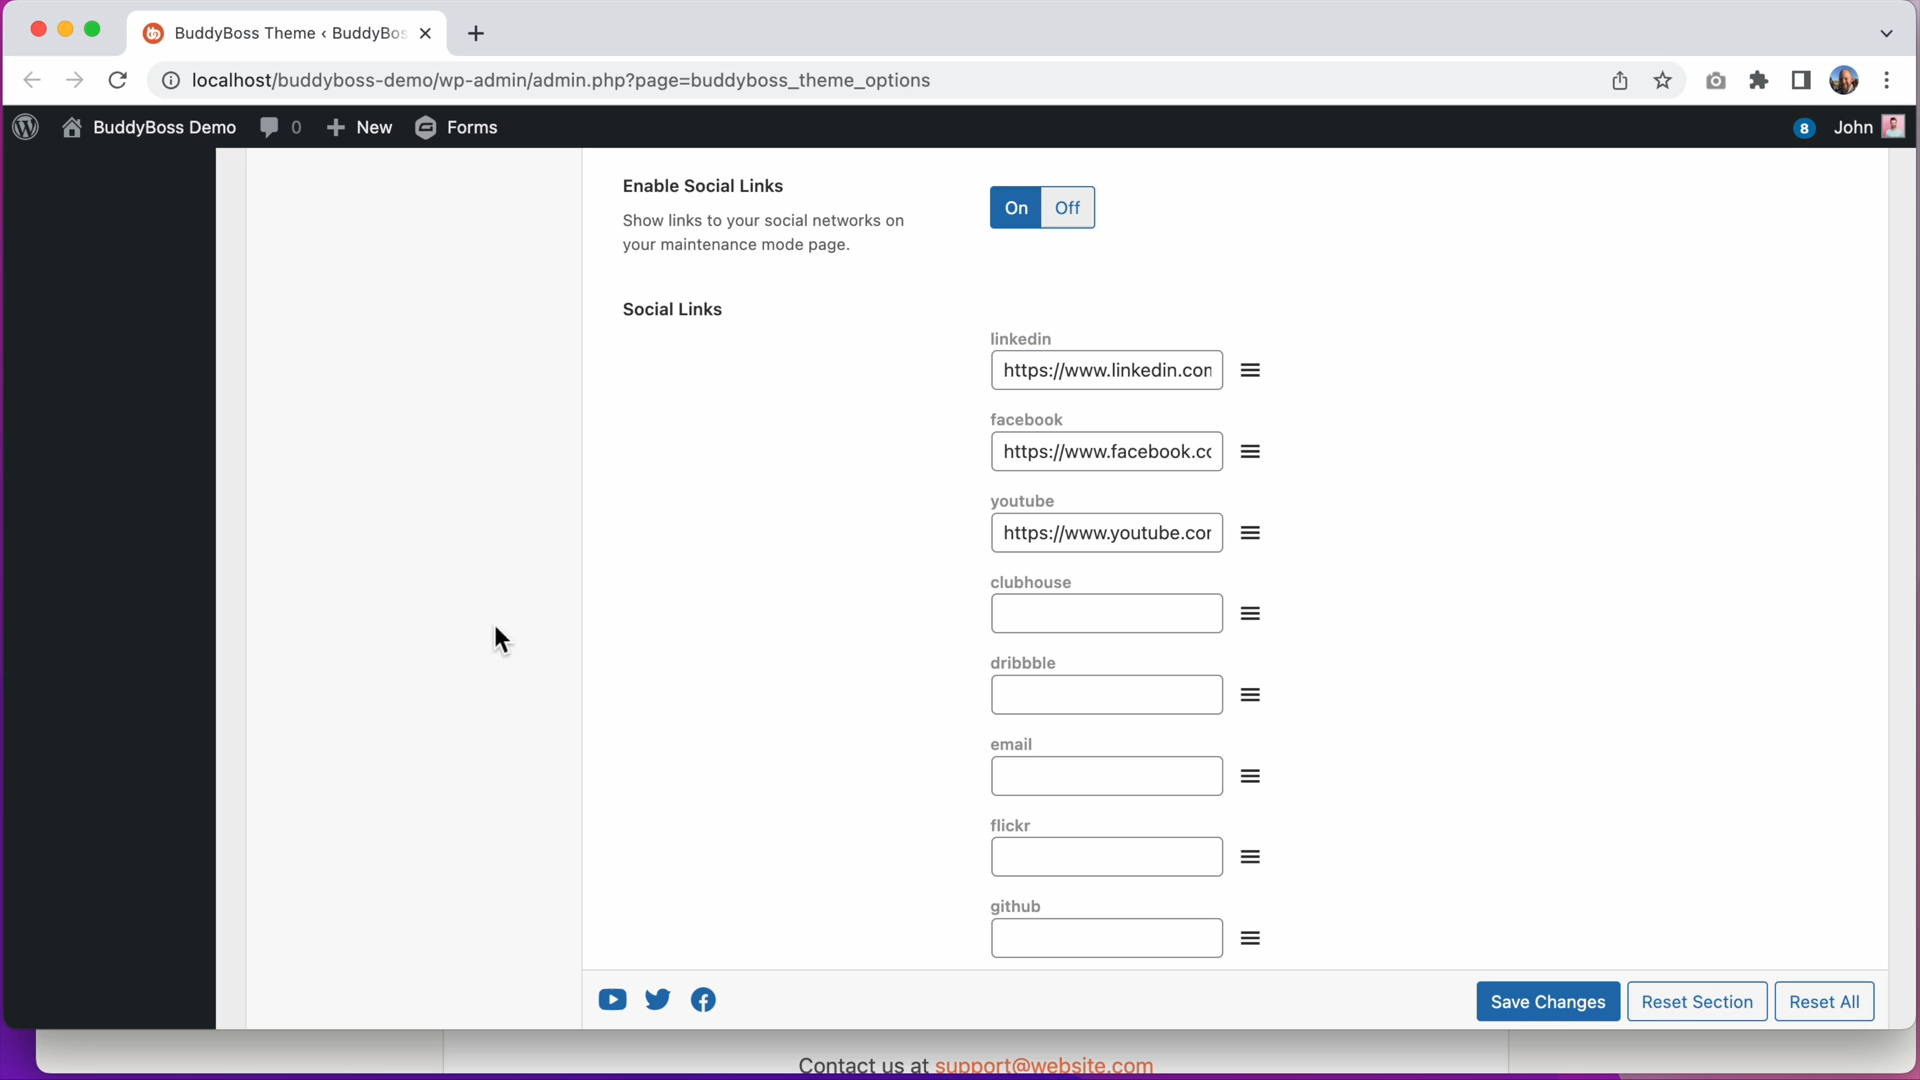 BuddyBoss Theme ‹ BuddyBos
localhost/buddyboss-demo/wp-admin/admin.php?page=buddyboss_theme_options
BuddyBoss Demo 0 New Forms 8 John
Enable Social Links
Show links to your social networks on
your maintenance mode page.
On Off
Social Links
linkedin
https://www.linkedin.con
facebook
https://www.facebook.cc
youtube
https://www.youtube.cor
clubhouse
dribbble
email
flickr
github
Save Changes Reset Section Reset All
Contact us at support@website.com